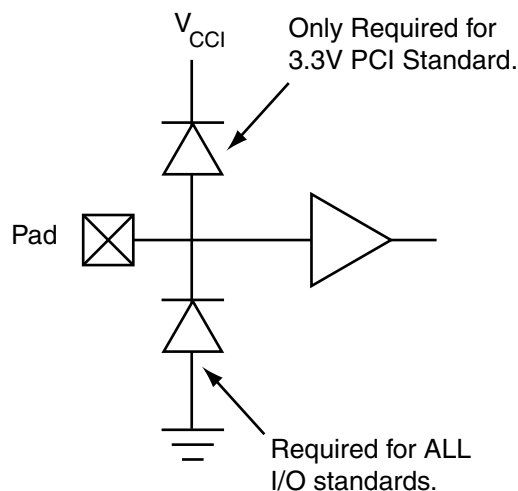 V_CCI
Only Required for
3.3V PCI Standard.
Pad
Required for ALL
I/O standards.